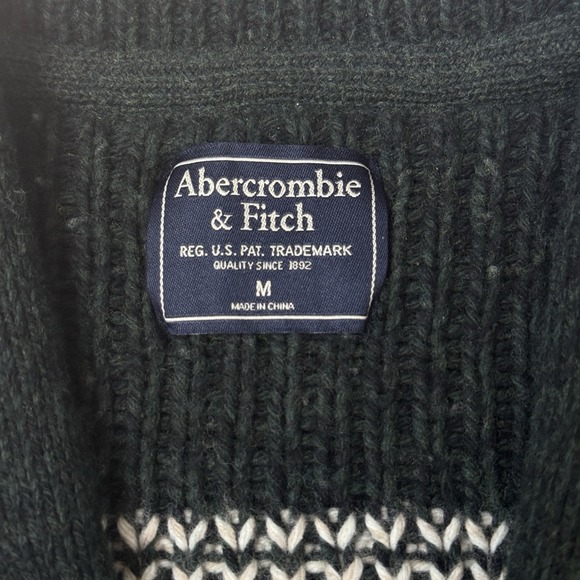 Abercrombie
& Fitch
REG. U.S. PAT. TRADEMARK
QUALITY SINCE 1892
M
MADE IN CHINA